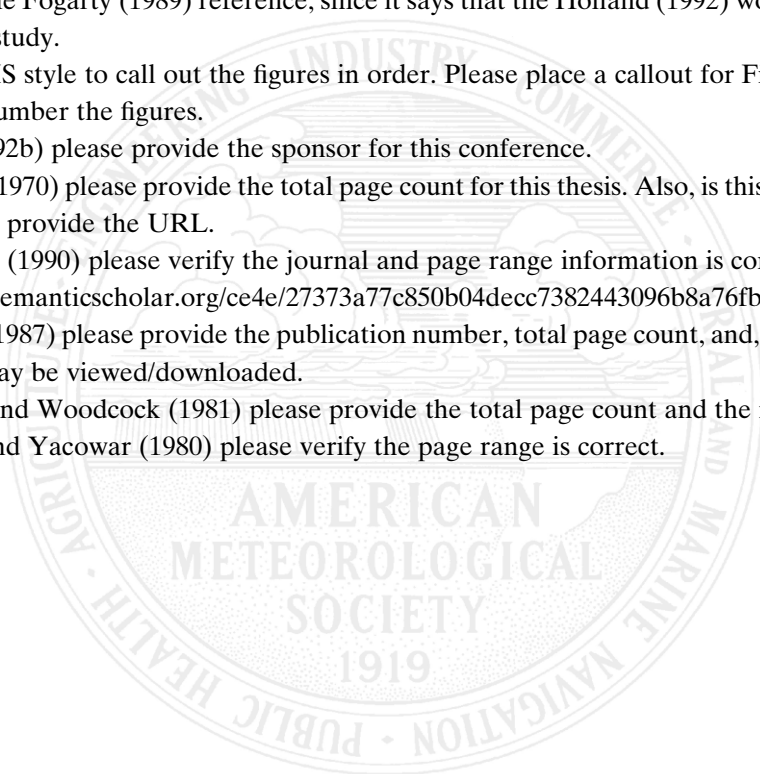 he Fogarty (1989) reference, since it says that the Holland (1992) wo
study.
IS style to call out the figures in order. Please place a callout for Fi
umber the figures.
92b) please provide the sponsor for this conference.
1970) please provide the total page count for this thesis. Also, is this
provide the URL.
(1990) please verify the journal and page range information is cor
emanticscholar.org/ce4e/27373a77c850b04decc7382443096b8a76fb
1987) please provide the publication number, total page count, and,
ay be viewed/downloaded.
nd Woodcock (1981) please provide the total page count and the
nd Yacowar (1980) please verify the page range is correct.
AMERICAN
METEOROLOGICAL
SOCIETY
1919
INDUSTRY
COMMERCE ·
AND MARINE NAVIGATION · PUBLIC HEALTH ·